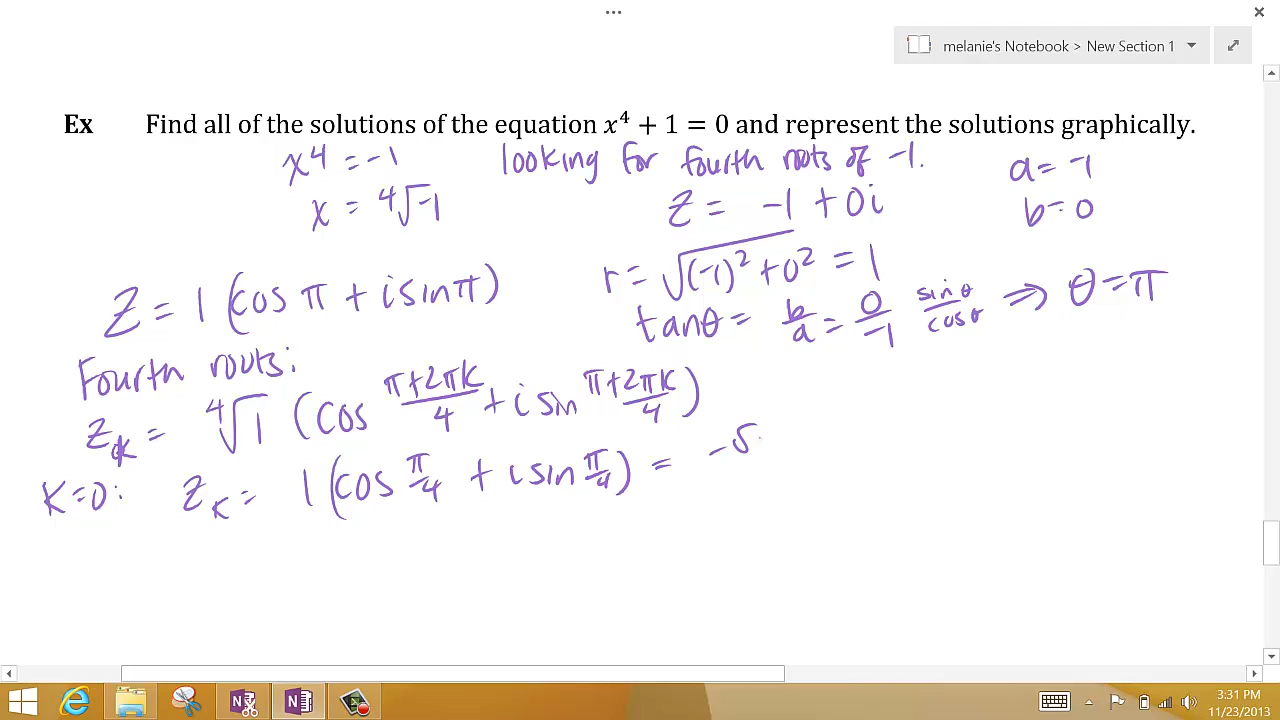 melanie's Notebook > New Section 1
Ex Find all of the solutions of the equation x⁴ + 1 = 0 and represent the solutions graphically.
x⁴ = -1 looking for fourth roots of -1. a = -1
x = ⁴√-1 z = -1 + 0i b = 0
r = √(-1)² + 0² = 1
z = 1 (cos π + i sin π)
tanθ = b/a = 0/-1 sinθ/cosθ ⇒ θ = π
Fourth roots:
z_k = ⁴√1 (cos π+2πk/4 + i sin π+2πk/4)
k=0: z_k = 1 (cos π/4 + i sin π/4) = -
3:31 PM
11/23/2013